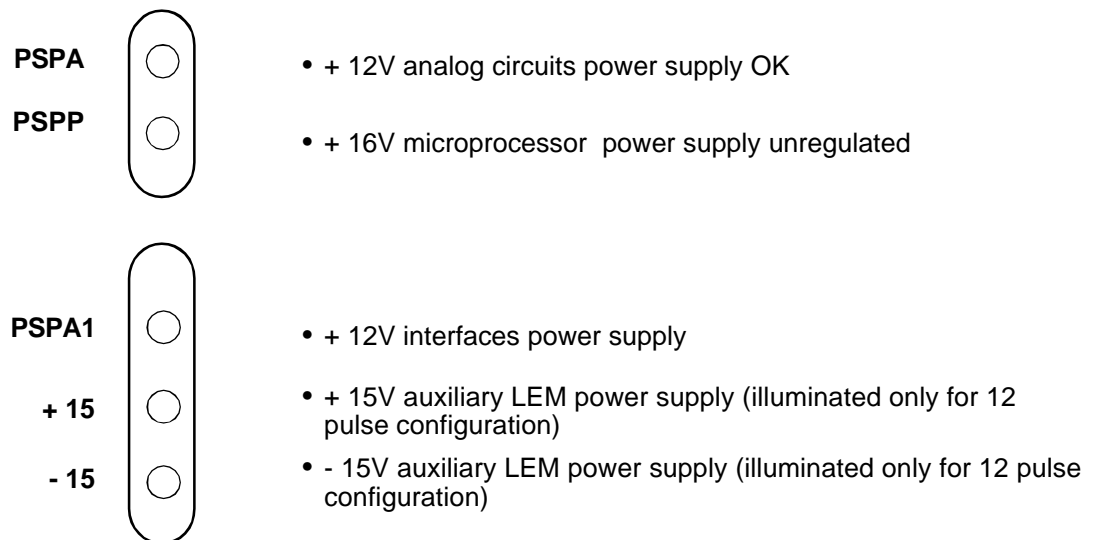 PSPA • + 12V analog circuits power supply OK
PSPP • + 16V microprocessor power supply unregulated
PSPA1 • + 12V interfaces power supply
+ 15 • + 15V auxiliary LEM power supply (illuminated only for 12
pulse configuration)
- 15 • - 15V auxiliary LEM power supply (illuminated only for 12 pulse
configuration)